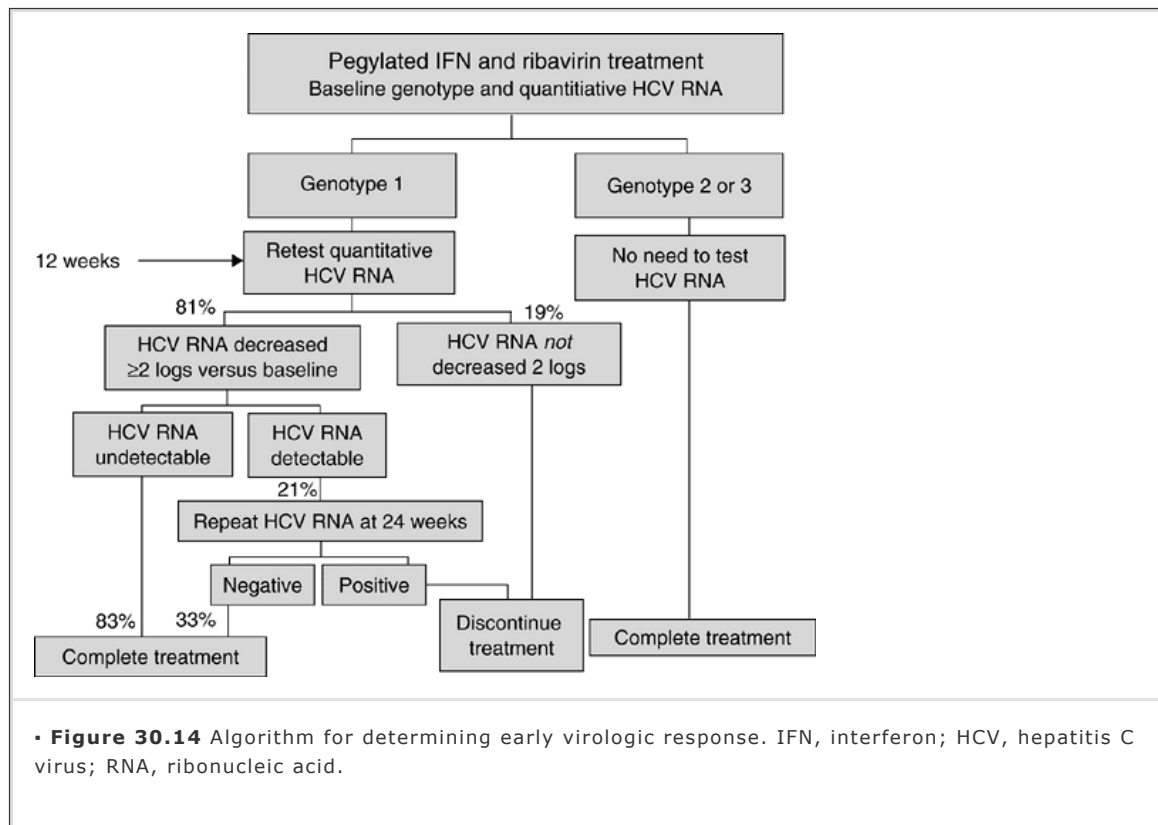 Pegylated IFN and ribavirin treatment
Baseline genotype and quantitiative HCV RNA
Genotype 1
Genotype 2 or 3
12 weeks
Retest quantitative
HCV RNA
No need to test
HCV RNA
81%
19%
HCV RNA decreased
≥2 logs versus baseline
HCV RNA not
decreased 2 logs
HCV RNA
undetectable
HCV RNA
detectable
21%
Repeat HCV RNA at 24 weeks
Negative
Positive
83%
33%
Complete treatment
Discontinue
treatment
Complete treatment
▪ Figure 30.14 Algorithm for determining early virologic response. IFN, interferon; HCV, hepatitis C
virus; RNA, ribonucleic acid.